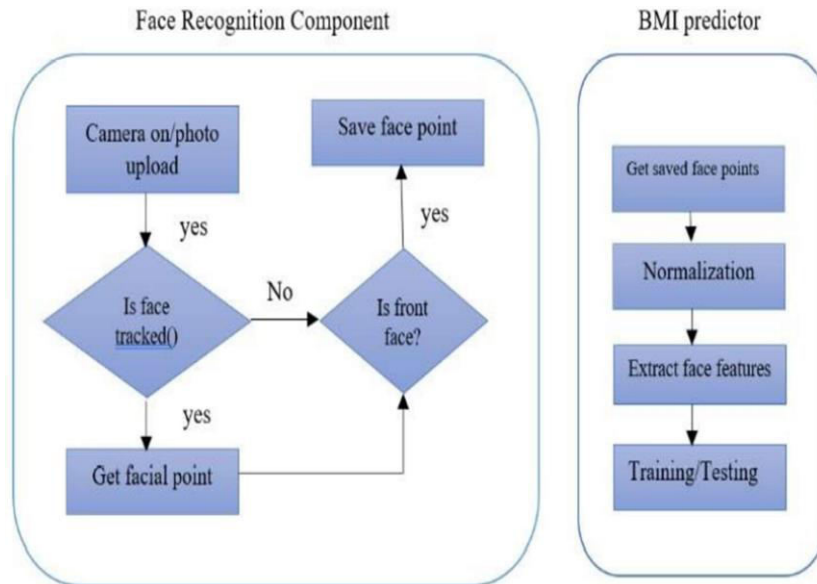 Face Recognition Component
Camera on/photo
upload
yes
Is face
tracked()
No
yes
Get facial point
Is front
face?
yes
Save face point
BMI predictor
Get saved face points
Normalization
Extract face features
Training/Testing